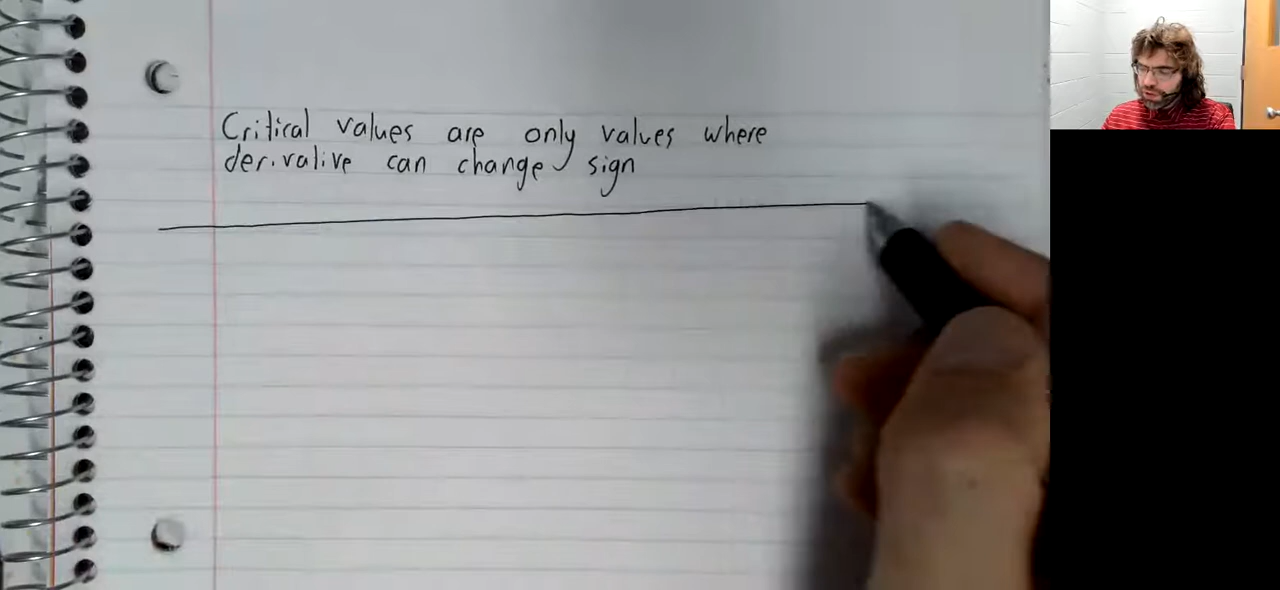 Critical values are only values where
derivative can change sign